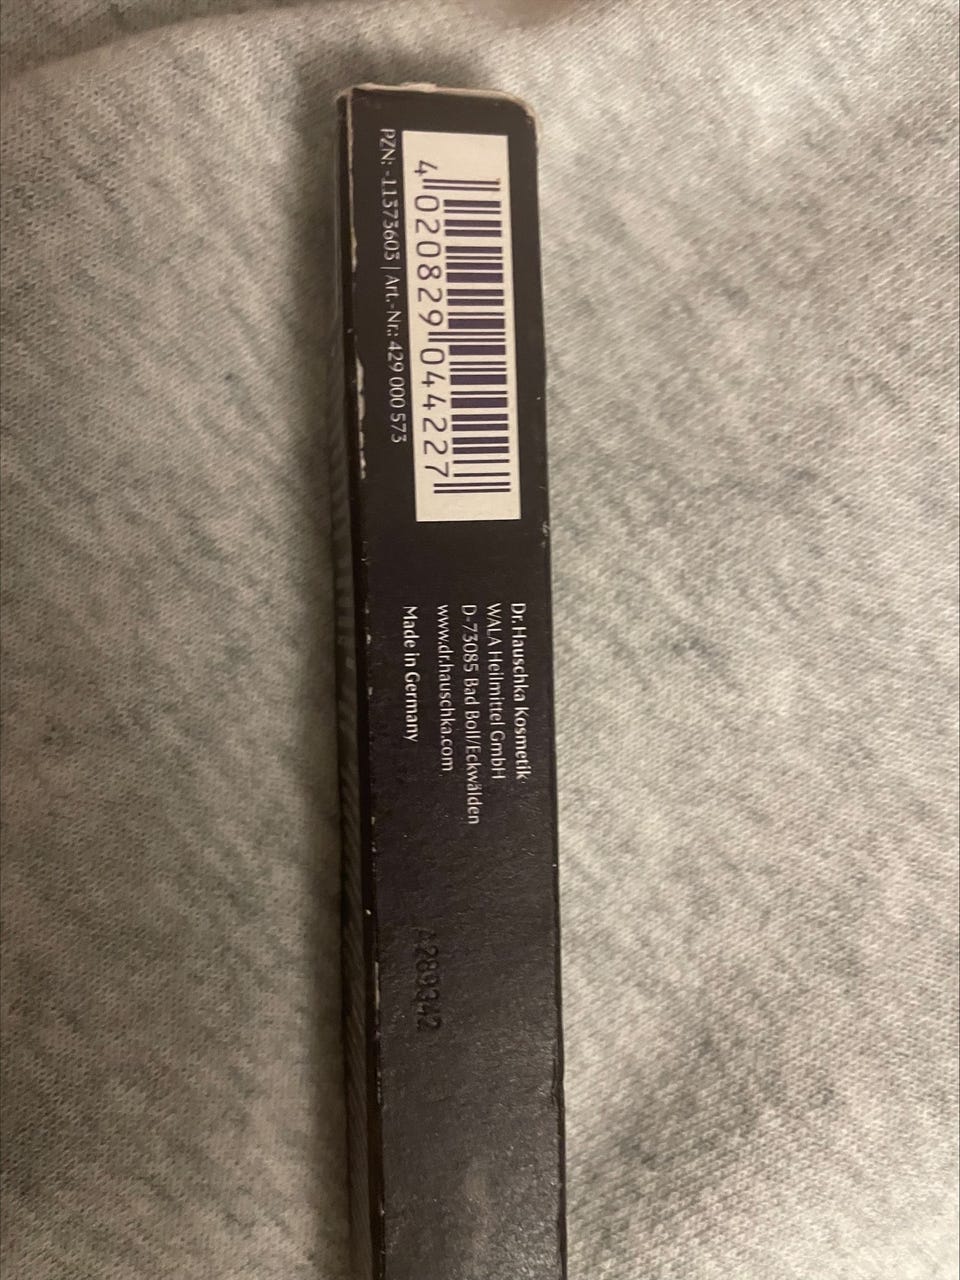 4 020829 044227
PZN: -11373603 | Art.-Nr.: 429 000 573
Dr. Hauschka Kosmetik
WALA Heilmittel GmbH
D-73085 Bad Boll/Eckwälden
www.dr.hauschka.com
Made in Germany
A289342